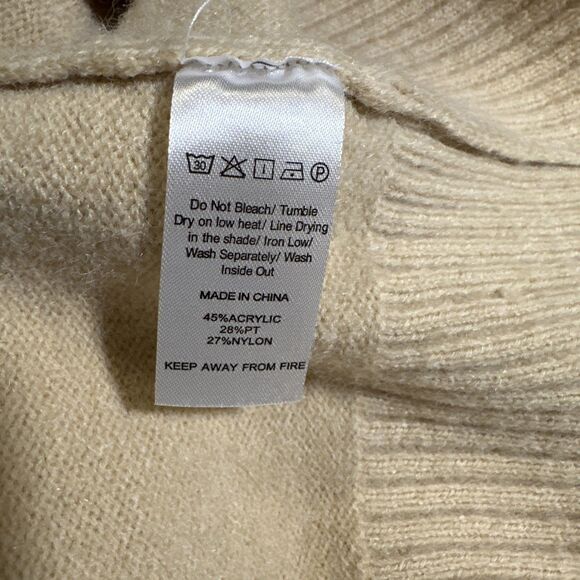 30 P
Do Not Bleach/ Tumble
Dry on low heat/ Line Drying
in the shade/ Iron Low/
Wash Separately/ Wash
Inside Out
MADE IN CHINA
45%ACRYLIC
28%PT
27%NYLON
KEEP AWAY FROM FIRE